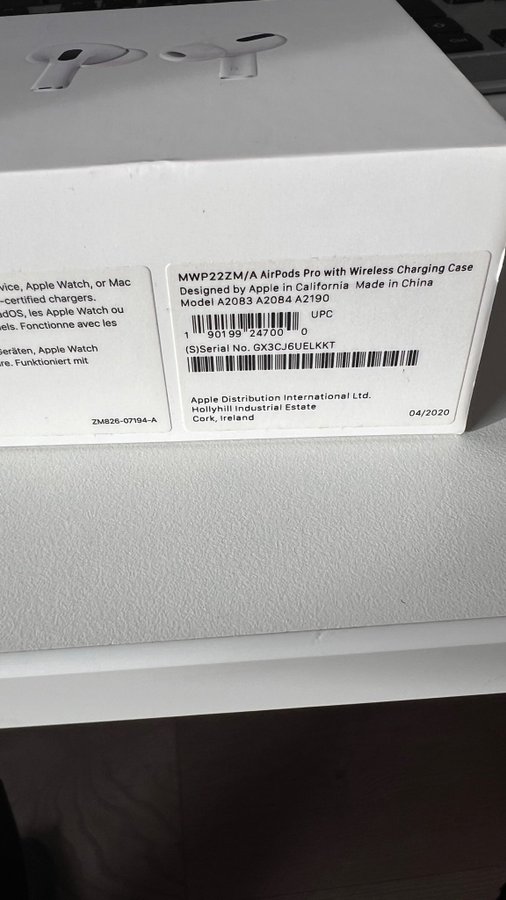 vice, Apple Watch, or Mac
-certified chargers.
adOS, les Apple Watch ou
els. Fonctionne avec les
Geräten, Apple Watch
are. Funktioniert mit
ZM826-07194-A
MWP22ZM/A AirPods Pro with Wireless Charging Case
Designed by Apple in California Made in China
Model A2083 A2084 A2190
UPC
1 90199 24700 0
(S)Serial No. GX3CJ6UELKKT
Apple Distribution International Ltd.
Hollyhill Industrial Estate
Cork, Ireland
04/2020